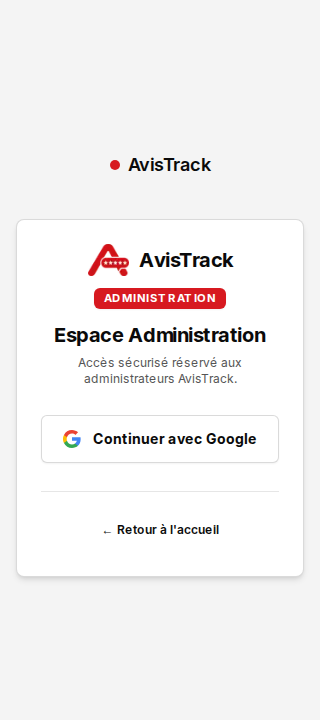 AvisTrack
AvisTrack
ADMINISTRATION
Espace Administration
Accès sécurisé réservé aux
administrateurs AvisTrack.
Continuer avec Google
← Retour à l'accueil